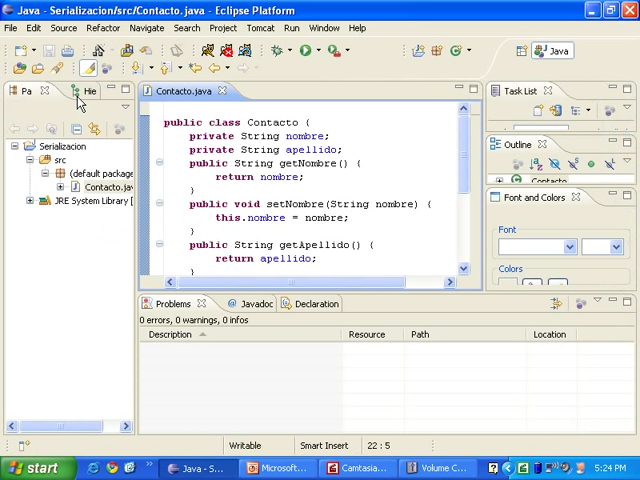 Java - Serializacion/src/Contacto.java - Eclipse Platform
File Edit Source Refactor Navigate Search Project Tomcat Run Window Help
Java
Pa
Hie
Contacto.java
Task List
Serializacion
src
(default package
Contacto.jav
JRE System Library [
public class Contacto {
private String nombre;
private String apellido;
public String getNombre() {
return nombre;
}
public void setNombre(String nombre) {
this.nombre = nombre;
}
public String getApellido() {
return apellido;
}
Outline
Contacto
Font and Colors
Font
Colors
Problems
@ Javadoc
Declaration
0 errors, 0 warnings, 0 infos
Description Resource Path Location
Writable Smart Insert 22 : 5
start
Java - S...
Microsoft...
Camtasia...
Volume C...
5:24 PM